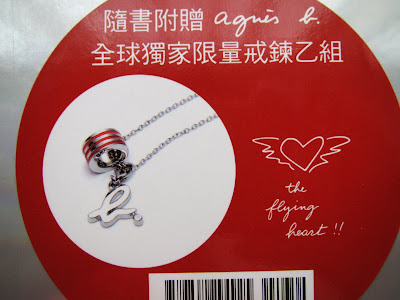 隨書附贈 agnès b.
全球獨家限量戒鍊乙組
b.
the
flying
heart !!